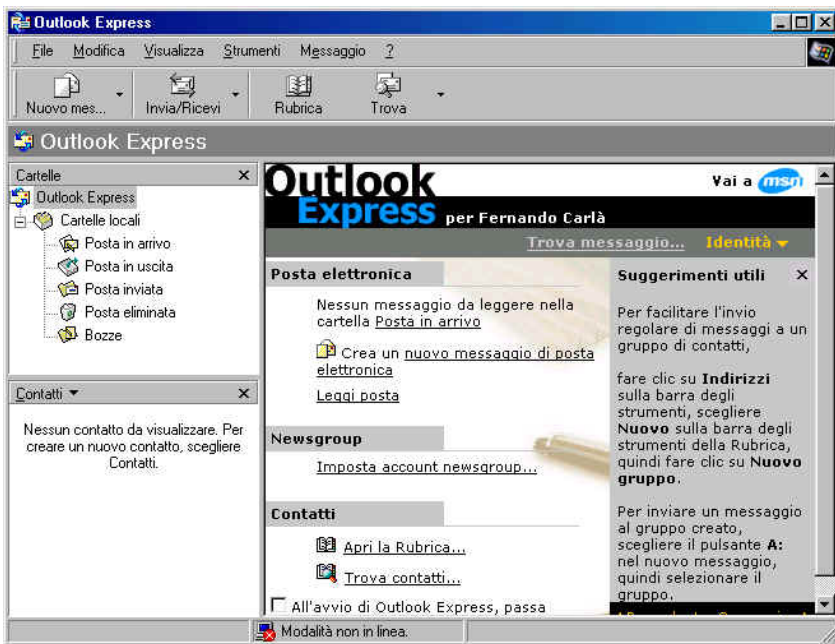 Outlook Express
File Modifica Visualizza Strumenti Messaggio ?
Nuovo mes... Invia/Ricevi Rubrica Trova
Outlook Express
Cartelle
Outlook Express
Cartelle locali
Posta in arrivo
Posta in uscita
Posta inviata
Posta eliminata
Bozze
Contatti
Nessun contatto da visualizzare. Per
creare un nuovo contatto, scegliere
Contatti.
Outlook
Express per Fernando Carlà
Vai a msn
Trova messaggio... Identità
Posta elettronica
Nessun messaggio da leggere nella
cartella Posta in arrivo
Crea un nuovo messaggio di posta
elettronica
Leggi posta
Newsgroup
Imposta account newsgroup...
Contatti
Apri la Rubrica...
Trova contatti...
All'avvio di Outlook Express, passa
Suggerimenti utili
Per facilitare l'invio
regolare di messaggi a un
gruppo di contatti,
fare clic su Indirizzi
sulla barra degli
strumenti, scegliere
Nuovo sulla barra degli
strumenti della Rubrica,
quindi fare clic su Nuovo
gruppo.
Per inviare un messaggio
al gruppo creato,
scegliere il pulsante A:
nel nuovo messaggio,
quindi selezionare il
gruppo.
Modalità non in linea.